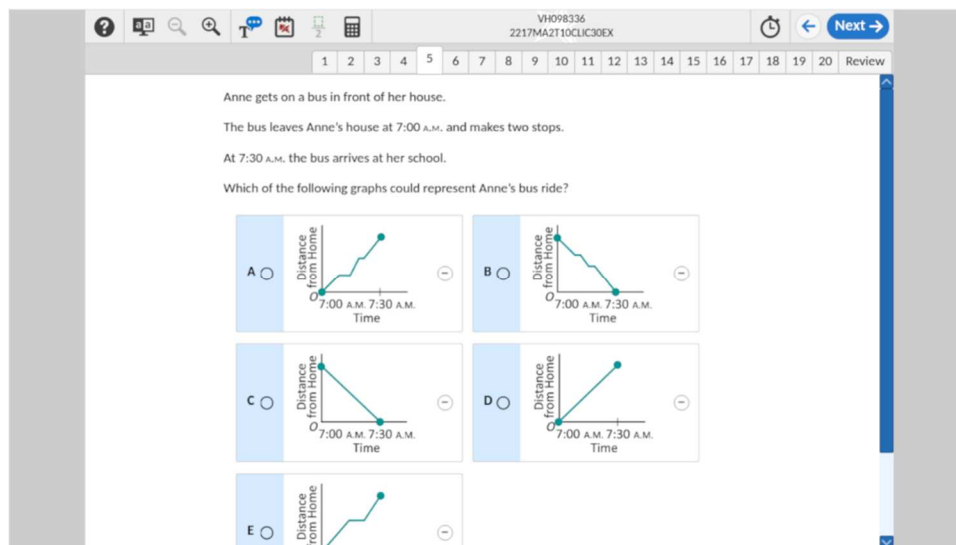 VH098336
2217MA2T10CLIC30EX
Next →
1 2 3 4 5 6 7 8 9 10 11 12 13 14 15 16 17 18 19 20 Review
Anne gets on a bus in front of her house.
The bus leaves Anne's house at 7:00 A.M. and makes two stops.
At 7:30 A.M. the bus arrives at her school.
Which of the following graphs could represent Anne's bus ride?
A
Distance
from Home
O
7:00 A.M. 7:30 A.M.
Time
B
Distance
from Home
O
7:00 A.M. 7:30 A.M.
Time
C
Distance
from Home
O
7:00 A.M. 7:30 A.M.
Time
D
Distance
from Home
O
7:00 A.M. 7:30 A.M.
Time
E
Distance
from Home